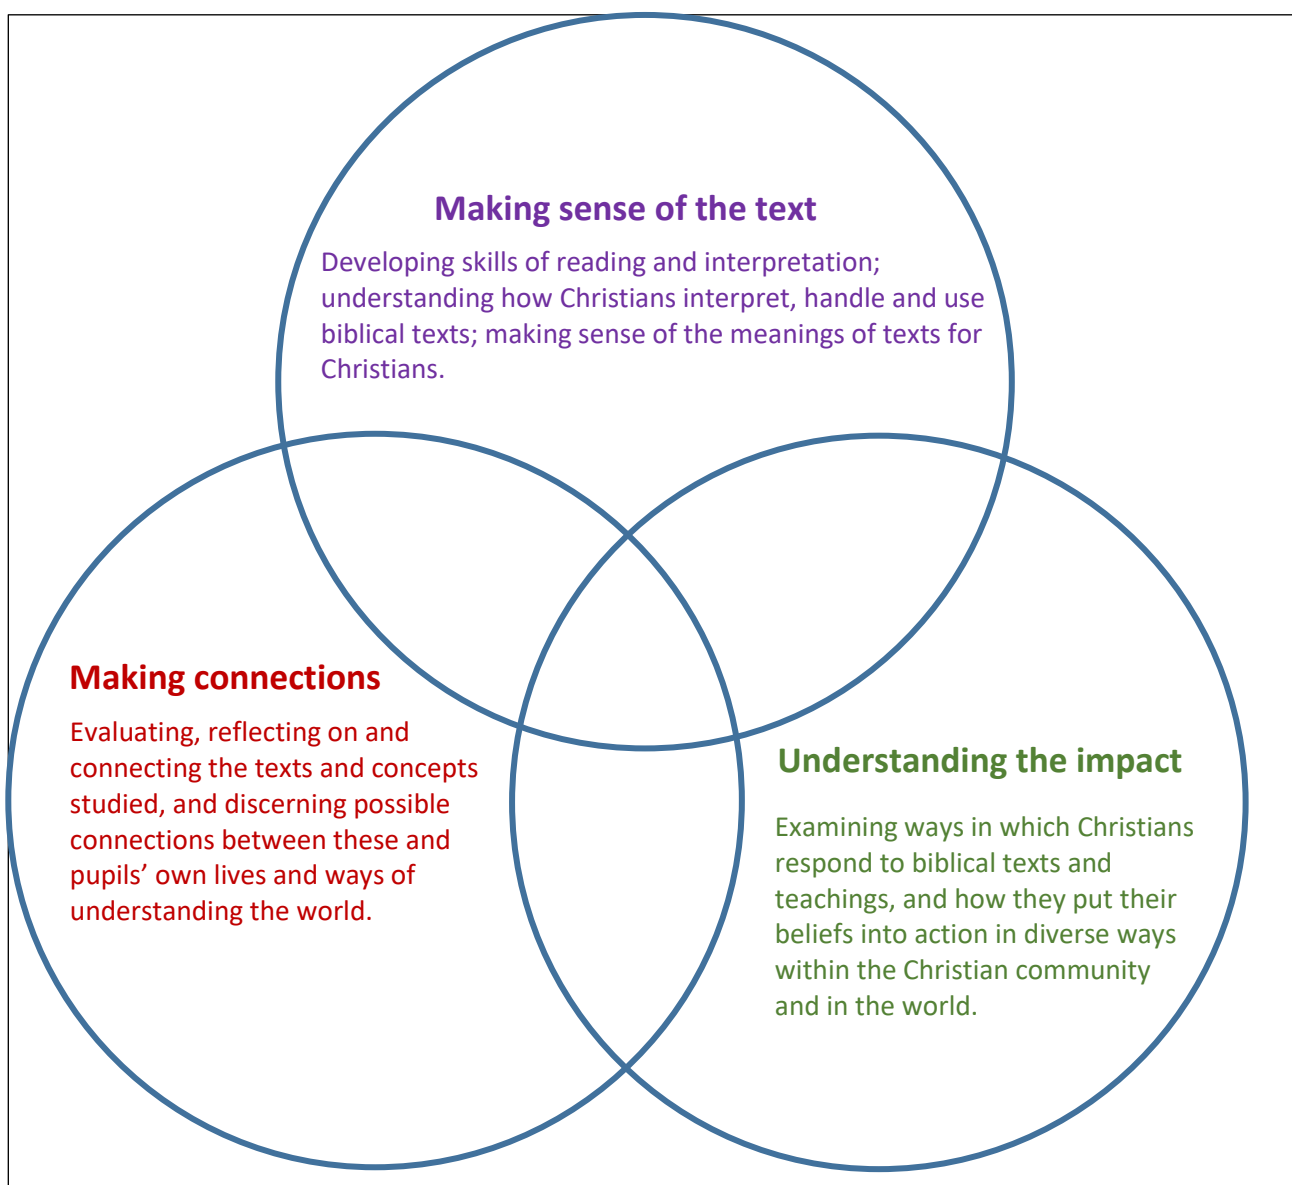 Making sense of the text
Developing skills of reading and interpretation;
understanding how Christians interpret, handle and use
biblical texts; making sense of the meanings of texts for
Christians.
Making connections
Evaluating, reflecting on and
connecting the texts and concepts
studied, and discerning possible
connections between these and
pupils’ own lives and ways of
understanding the world.
Understanding the impact
Examining ways in which Christians
respond to biblical texts and
teachings, and how they put their
beliefs into action in diverse ways
within the Christian community
and in the world.